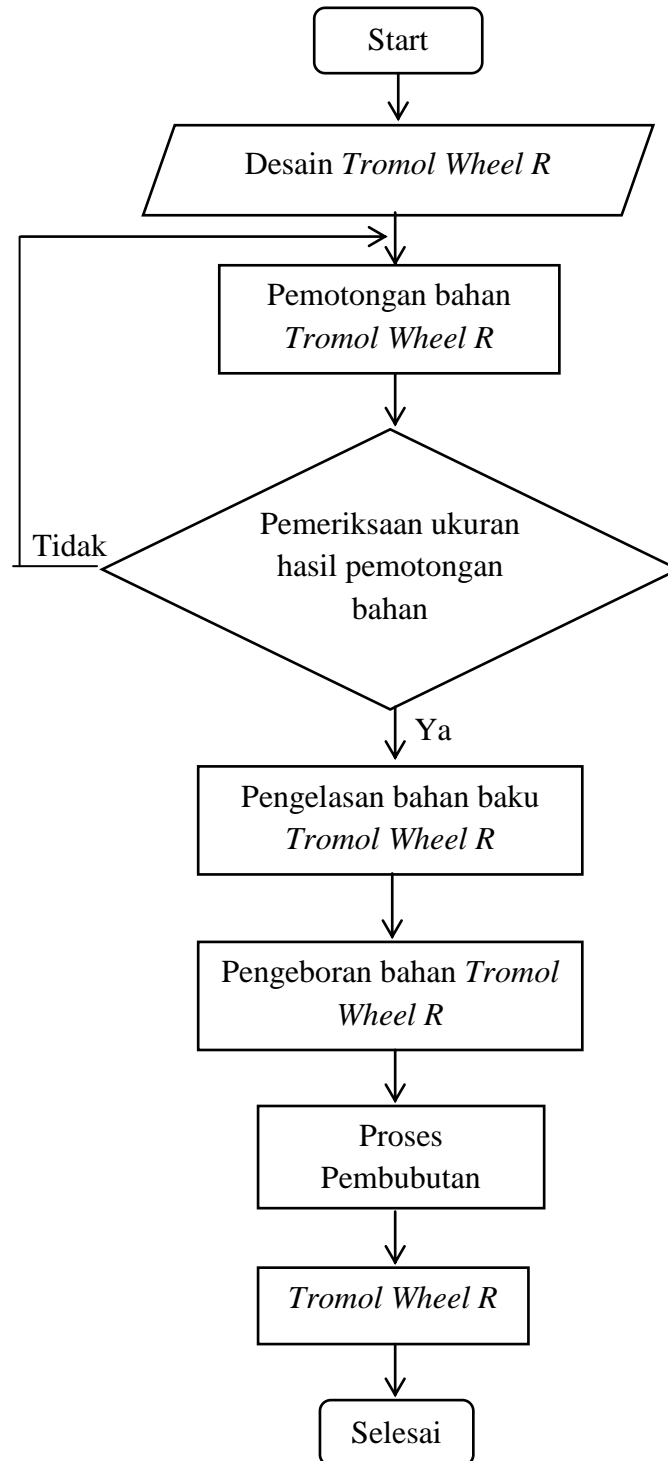 Start
Desain Tromol Wheel R
Pemotongan bahan
Tromol Wheel R
Pemeriksaan ukuran
hasil pemotongan
bahan
Tidak
Ya
Pengelasan bahan baku
Tromol Wheel R
Pengeboran bahan Tromol
Wheel R
Proses
Pembubutan
Tromol Wheel R
Selesai